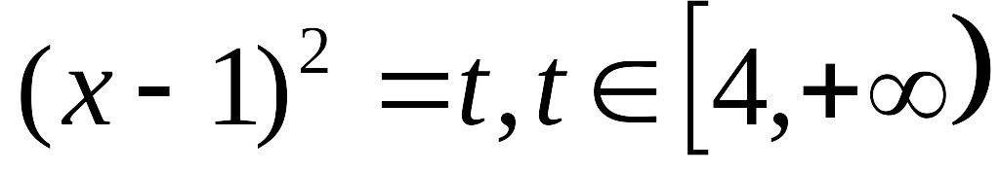 (x - 1)² = t, t ∈ [4, +∞)